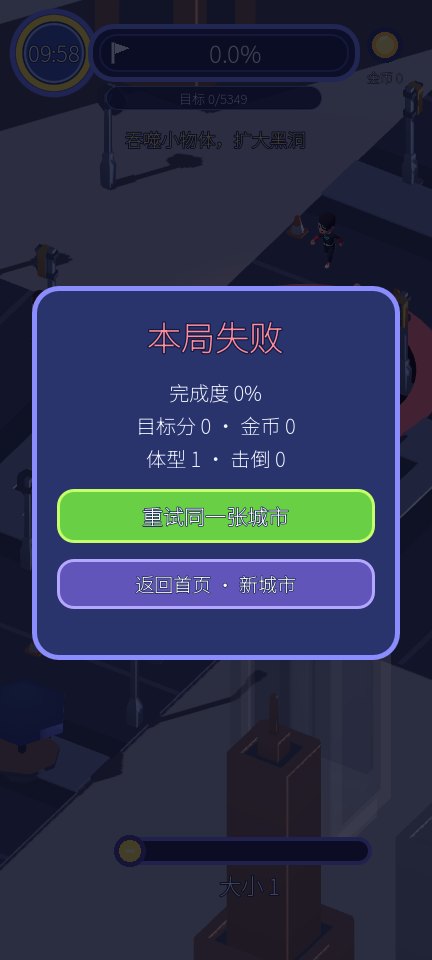 09:58
0.0%
金币 0
目标 0/5349
吞噬小物体，扩大黑洞
本局失败
完成度 0%
目标分 0 · 金币 0
体型 1 · 击倒 0
重试同一张城市
返回首页 · 新城市
大小 1